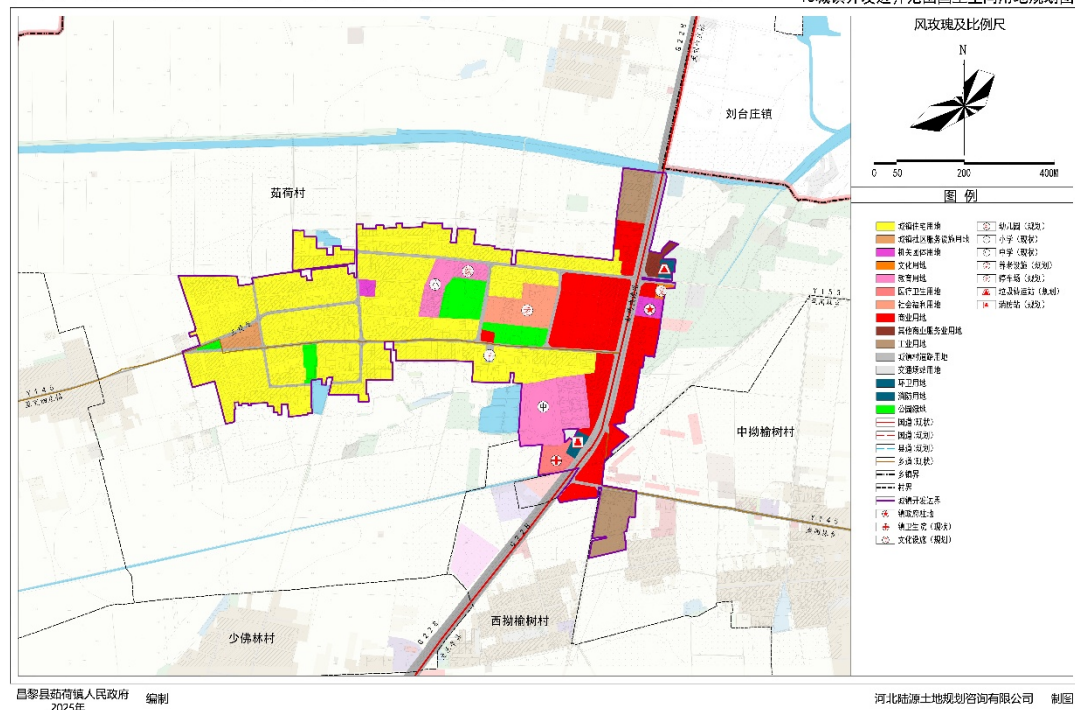 风玫瑰及比例尺
N
0 50 200 400M
刘台庄镇
茹荷村
图例
城镇住宅用地
城镇社区服务设施用地
机关团体用地
文化用地
教育用地
医疗卫生用地
社会福利用地
商业用地
其他商业服务业用地
工业用地
城镇村道路用地
交通场站用地
环卫用地
消防用地
公园绿地
国道(现状)
国道(规划)
县道(规划)
乡道(现状)
乡镇界
村界
城镇开发边界
镇政府驻地
镇卫生院(现状)
文化设施(规划)
幼儿园(规划)
小学(现状)
中学(现状)
养老设施(规划)
停车场(规划)
垃圾转运站(规划)
消防站(规划)
G228
Y153
Y145
中
中拗榆树村
Y145
G228
G228
西拗榆树村
少佛林村
昌黎县茹荷镇人民政府 编制
2025年
河北陆源土地规划咨询有限公司 制图